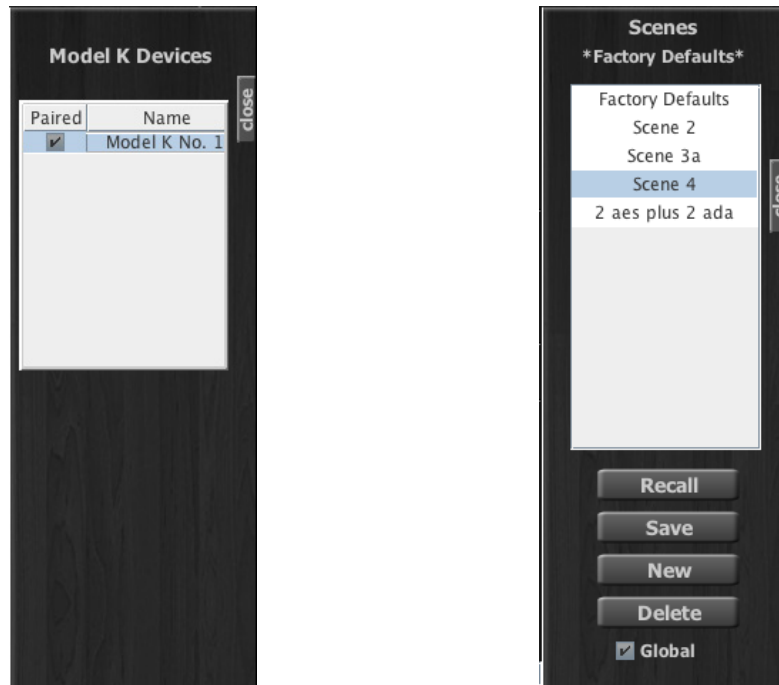 Model K Devices
close
Paired Name
Model K No. 1
Scenes
*Factory Defaults*
Factory Defaults
Scene 2
Scene 3a
Scene 4
2 aes plus 2 ada
close
Recall
Save
New
Delete
Global